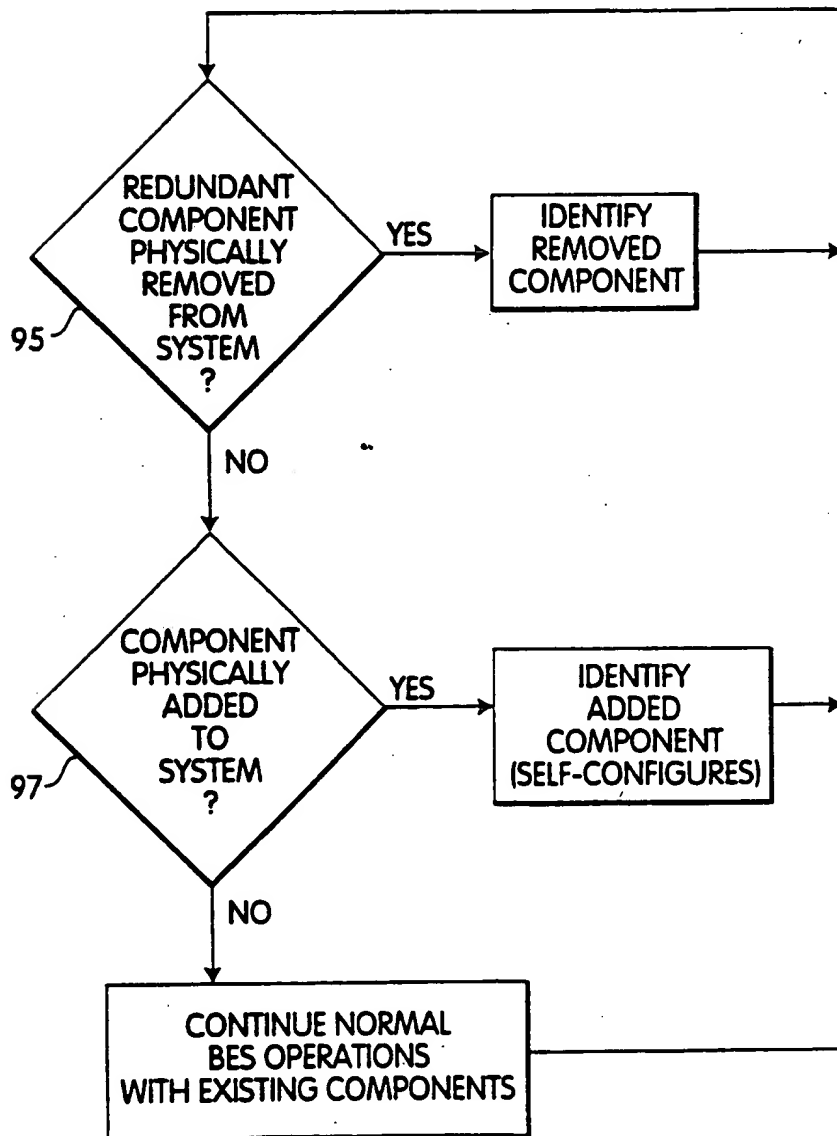 REDUNDANT
COMPONENT
PHYSICALLY
REMOVED
FROM
SYSTEM
?
YES
IDENTIFY
REMOVED
COMPONENT
95
NO
COMPONENT
PHYSICALLY
ADDED
TO
SYSTEM
?
YES
IDENTIFY
ADDED
COMPONENT
(SELF-CONFIGURES)
97
NO
CONTINUE NORMAL
BES OPERATIONS
WITH EXISTING COMPONENTS